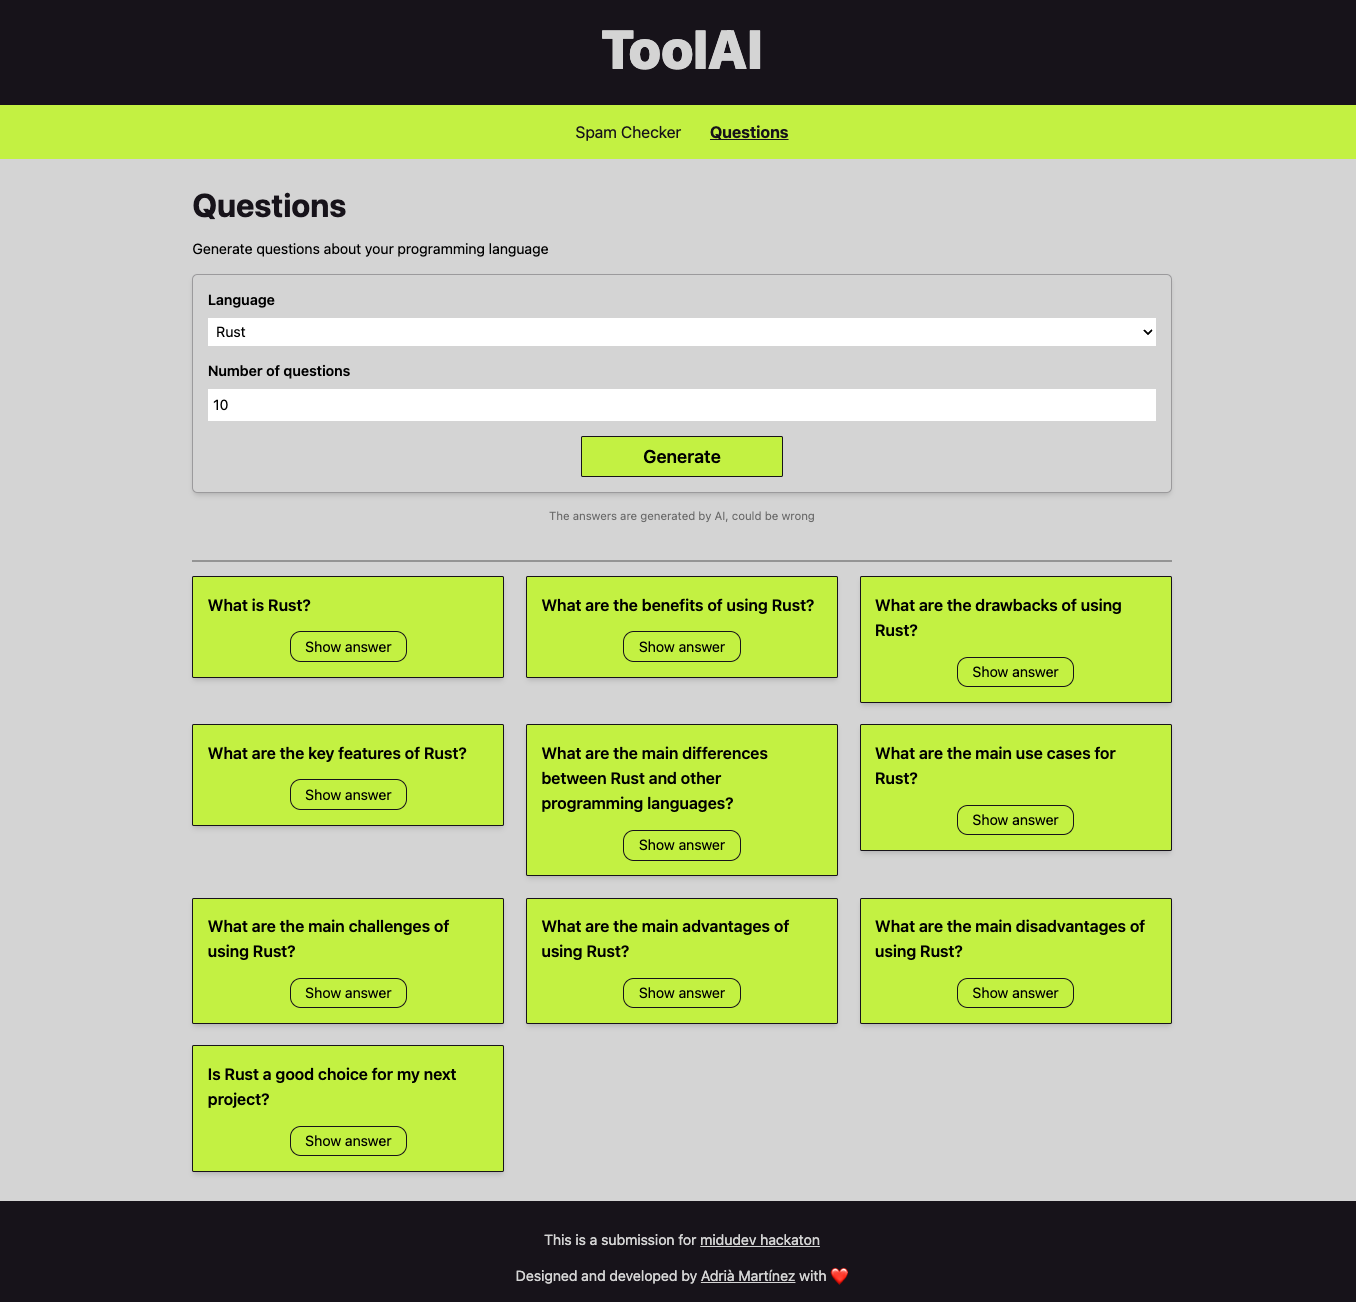 ToolAI
Spam Checker Questions
Questions
Generate questions about your programming language
Language
Rust
Number of questions
10
Generate
The answers are generated by AI, could be wrong
What is Rust?
Show answer
What are the benefits of using Rust?
Show answer
What are the drawbacks of using
Rust?
Show answer
What are the key features of Rust?
Show answer
What are the main differences
between Rust and other
programming languages?
Show answer
What are the main use cases for
Rust?
Show answer
What are the main challenges of
using Rust?
Show answer
What are the main advantages of
using Rust?
Show answer
What are the main disadvantages of
using Rust?
Show answer
Is Rust a good choice for my next
project?
Show answer
This is a submission for midudev hackaton
Designed and developed by Adrià Martínez with ❤️